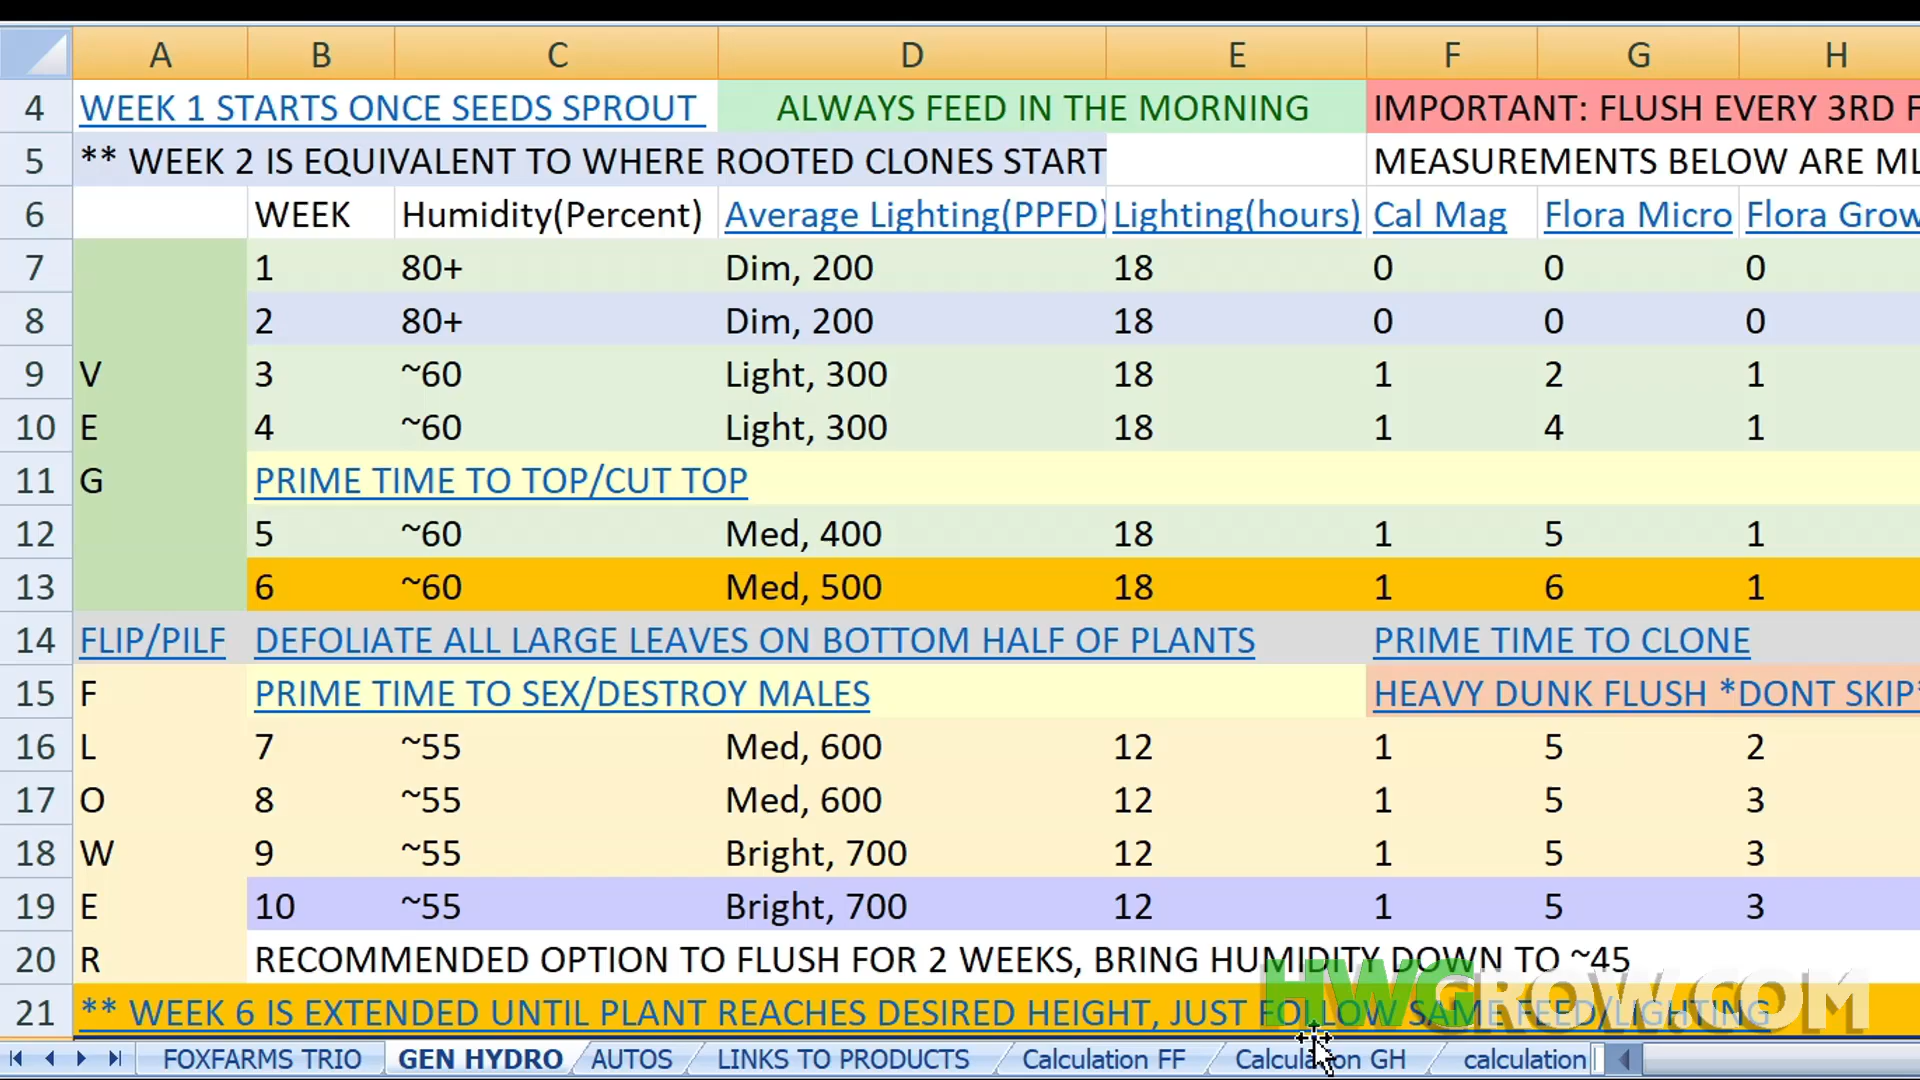 A B C D E F G H
4 WEEK 1 STARTS ONCE SEEDS SPROUT ALWAYS FEED IN THE MORNING IMPORTANT: FLUSH EVERY 3RD F
5 ** WEEK 2 IS EQUIVALENT TO WHERE ROOTED CLONES START MEASUREMENTS BELOW ARE ML
6 WEEK Humidity(Percent) Average Lighting(PPFD) Lighting(hours) Cal Mag Flora Micro Flora Grow
7 1 80+ Dim, 200 18 0 0 0
8 2 80+ Dim, 200 18 0 0 0
9 V 3 ~60 Light, 300 18 1 2 1
10 E 4 ~60 Light, 300 18 1 4 1
11 G PRIME TIME TO TOP/CUT TOP
12 5 ~60 Med, 400 18 1 5 1
13 6 ~60 Med, 500 18 1 6 1
14 FLIP/PILF DEFOLIATE ALL LARGE LEAVES ON BOTTOM HALF OF PLANTS PRIME TIME TO CLONE
15 F PRIME TIME TO SEX/DESTROY MALES HEAVY DUNK FLUSH *DONT SKIP*
16 L 7 ~55 Med, 600 12 1 5 2
17 O 8 ~55 Med, 600 12 1 5 3
18 W 9 ~55 Bright, 700 12 1 5 3
19 E 10 ~55 Bright, 700 12 1 5 3
20 R RECOMMENDED OPTION TO FLUSH FOR 2 WEEKS, BRING HUMIDITY DOWN TO ~45
21 ** WEEK 6 IS EXTENDED UNTIL PLANT REACHES DESIRED HEIGHT, JUST FOLLOW SAME FEED/LIGHTING
HWGROW.COM
FOXFARMS TRIO GEN HYDRO AUTOS LINKS TO PRODUCTS Calculation FF Calculation GH calculation